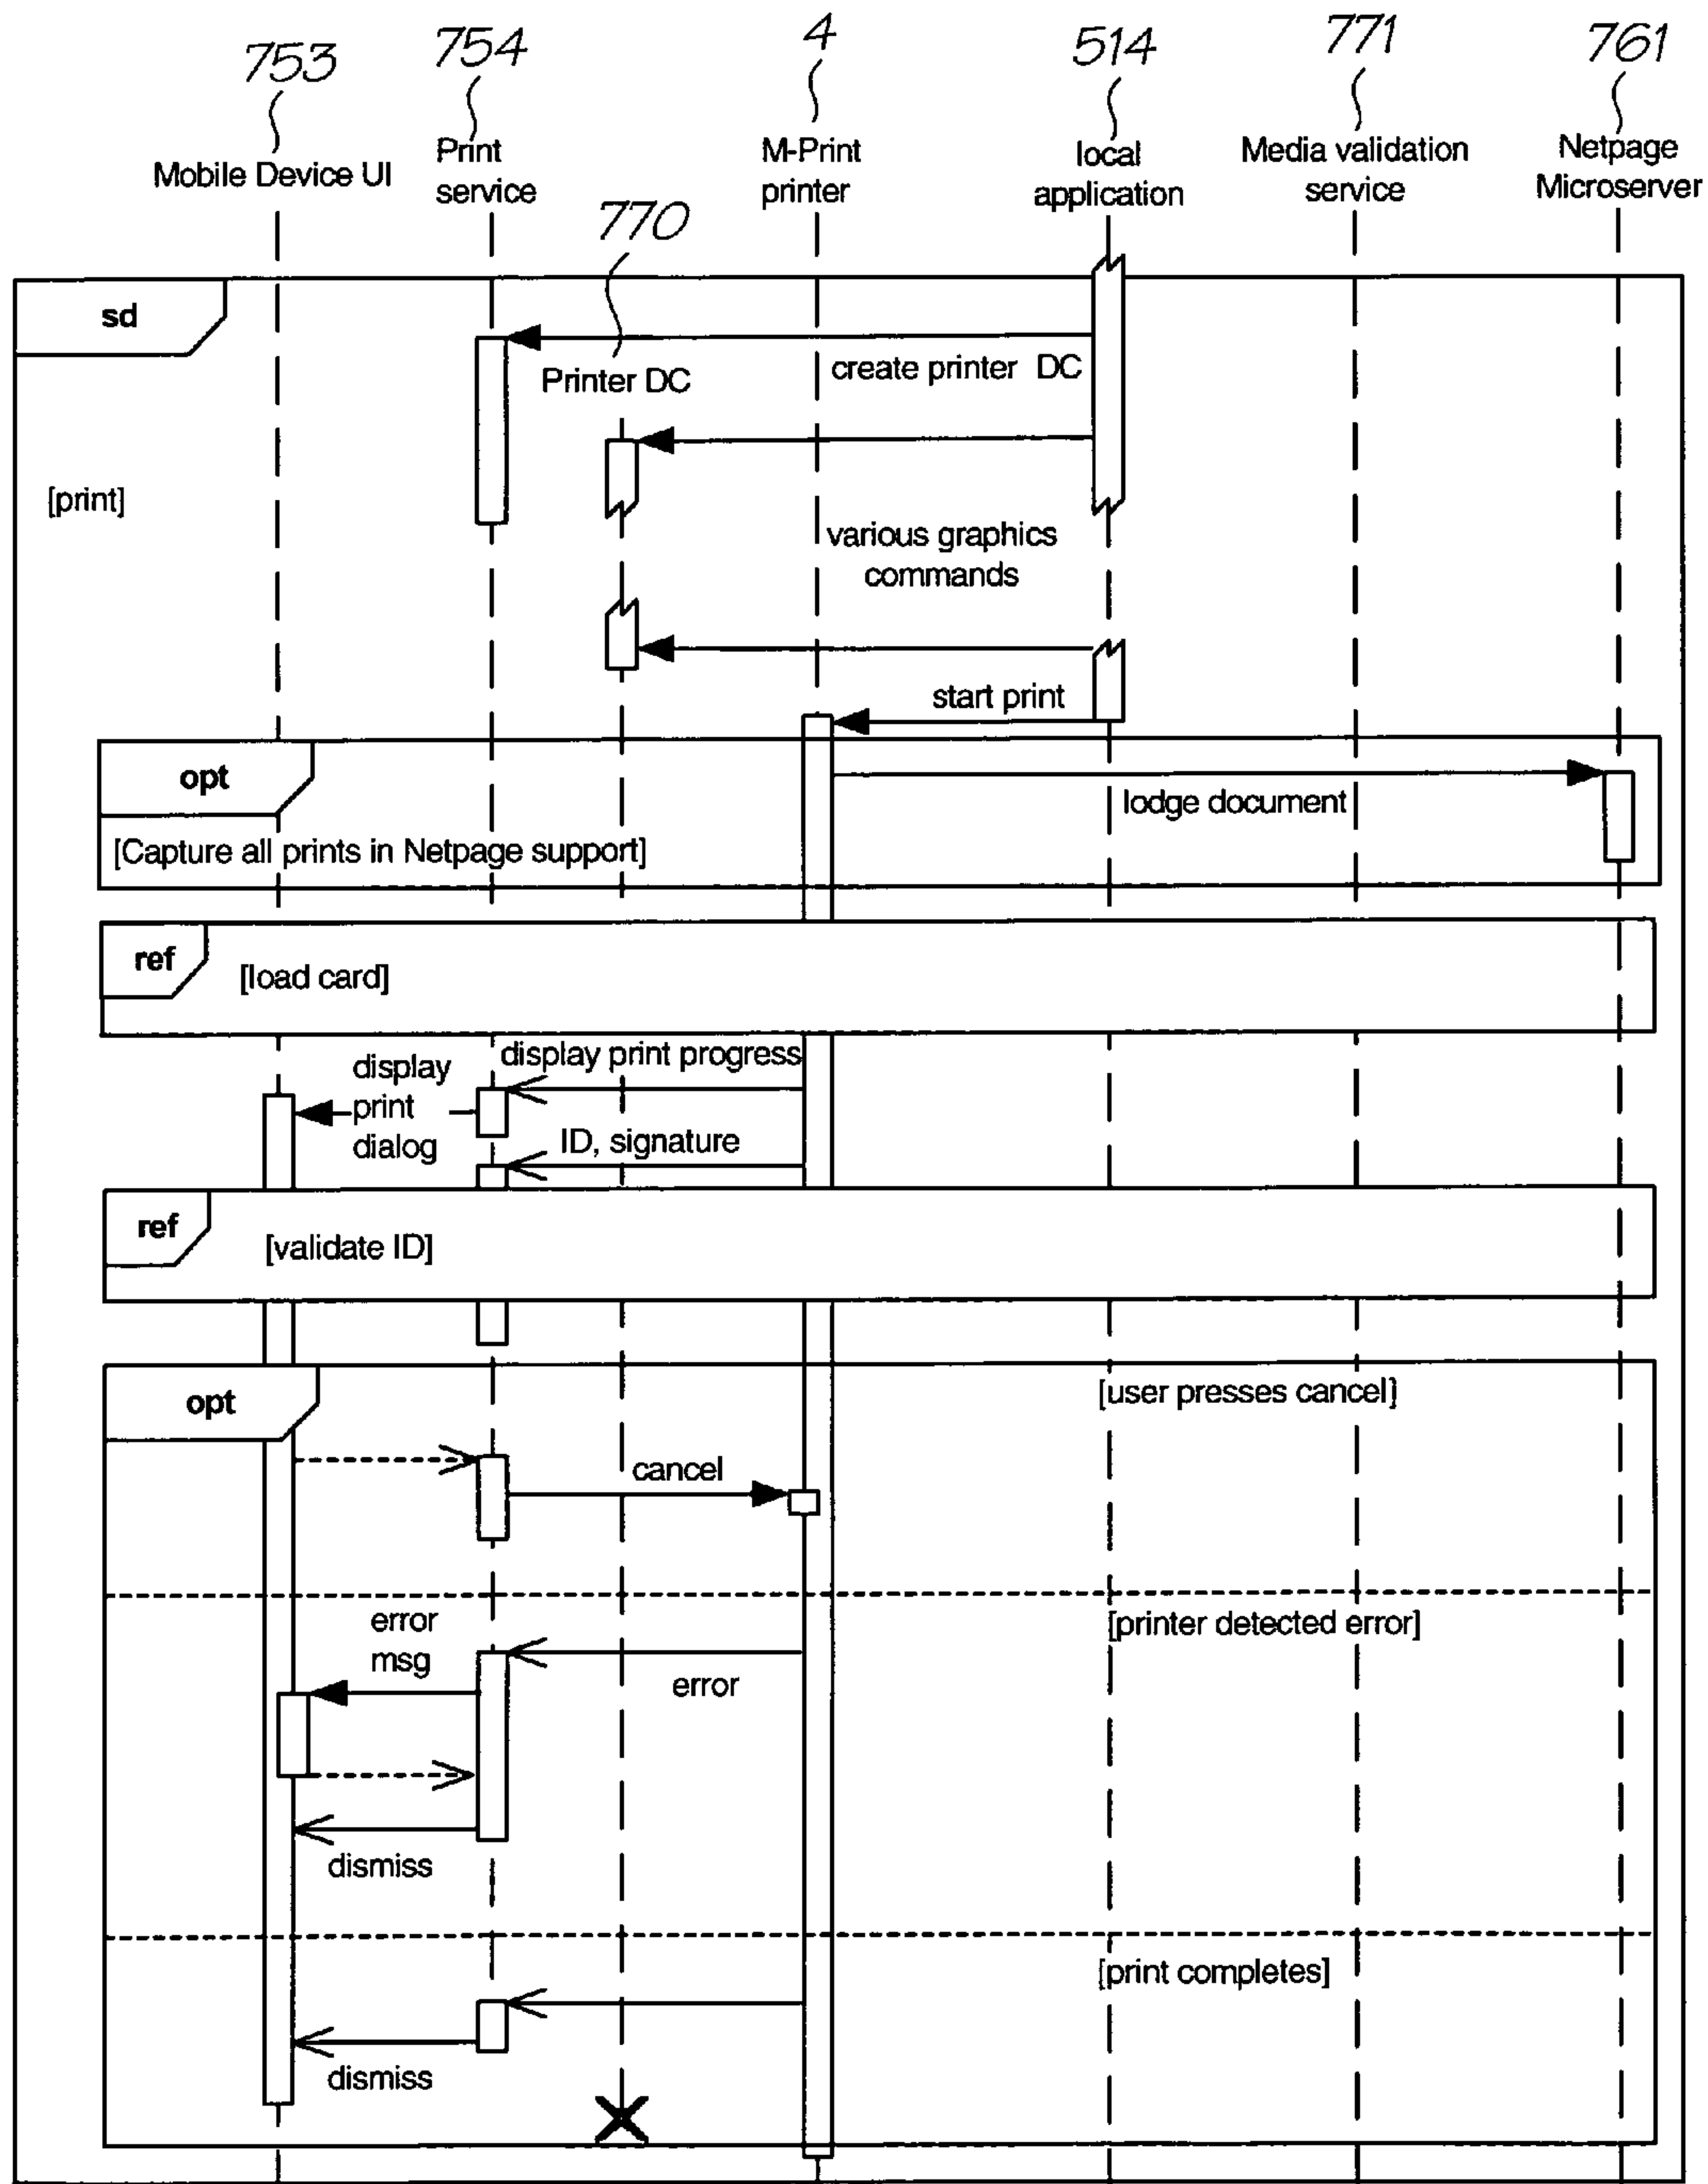 753
754
4
514
771
761
Mobile Device UI
Print
service
M-Print
printer
local
application
Media validation
service
Netpage
Microserver
770
sd
Printer DC
create printer DC
[print]
various graphics
commands
start print
opt
lodge document
[Capture all prints in Netpage support]
ref
[load card]
display print progress
display
print
dialog
ID, signature
ref
[validate ID]
opt
[user presses cancel]
cancel
[printer detected error]
error
msg
error
dismiss
[print completes]
dismiss